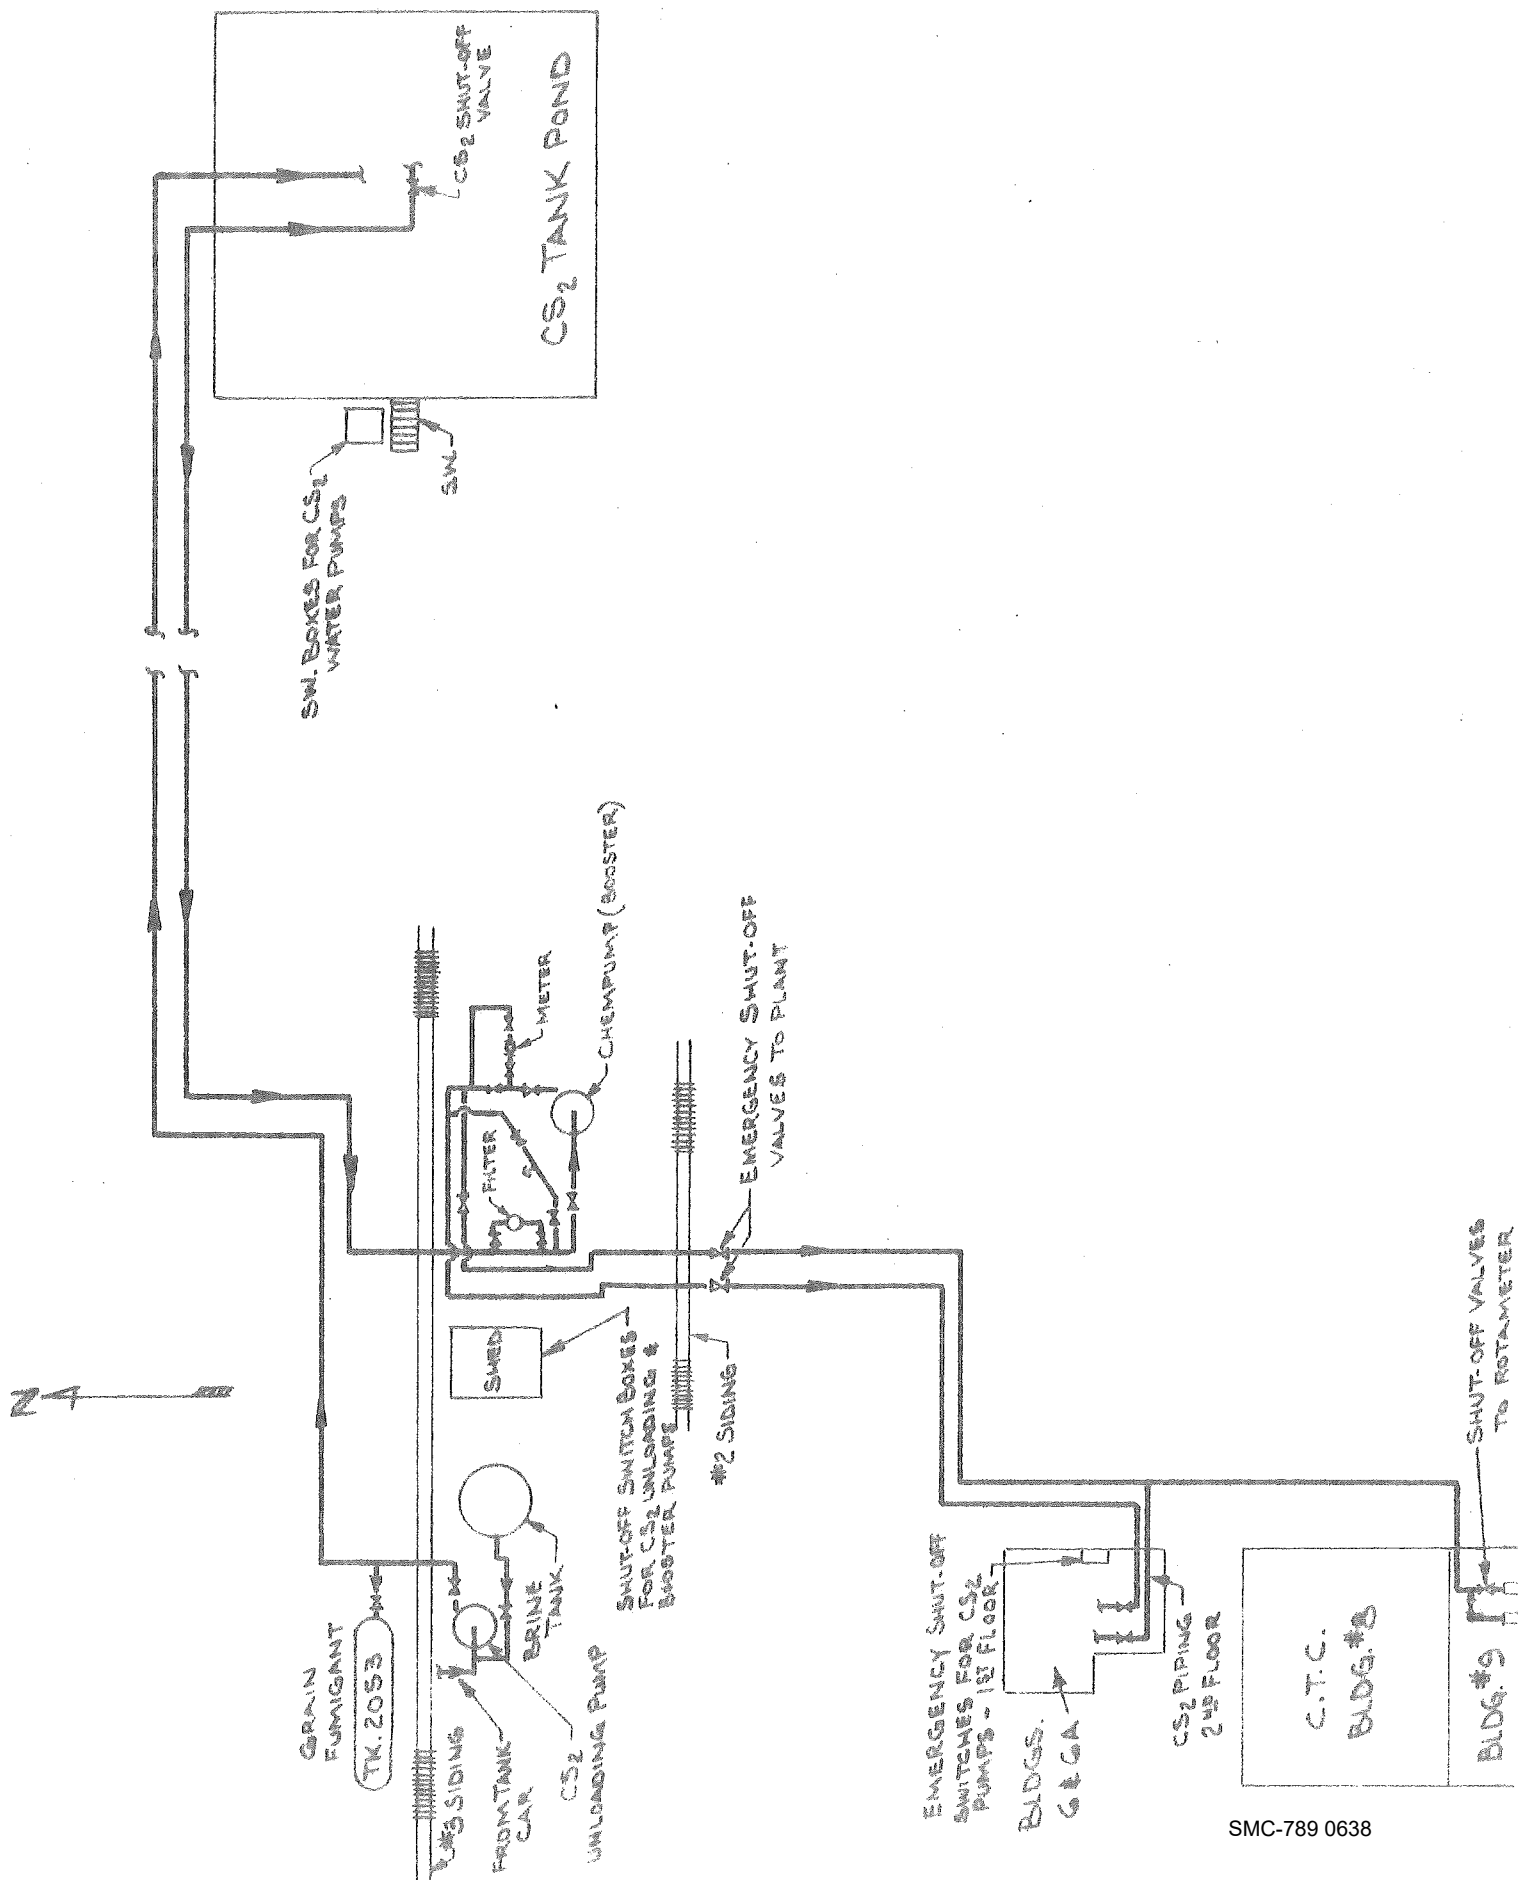 CS₂ SHUT-OFF
VALVE
CS₂ TANK POND
SW. BOXES FOR CS₂
WATER PUMPS
SW
METER
CHEMPUMP (BOOSTER)
FILTER
EMERGENCY SHUT-OFF
VALVES TO PLANT
N
SHED
SHUT-OFF SWITCH BOXES
FOR CS₂ UNLOADING &
BOOSTER PUMPS
#2 SIDING
GRAIN
FUMIGANT
TK. 2053
#3 SIDING
FROM TANK
CAR
BRINE
TANK
CS₂
UNLOADING PUMP
EMERGENCY SHUT-OFF
SWITCHES FOR CS₂
PUMPS - 1ST FLOOR
BLDGS.
6 & 6A
CS₂ PIPING
2ND FLOOR
SHUT-OFF VALVES
TO ROTAMETER
C.T.C.
BLDG. #8
BLDG. #9
SMC-789 0638